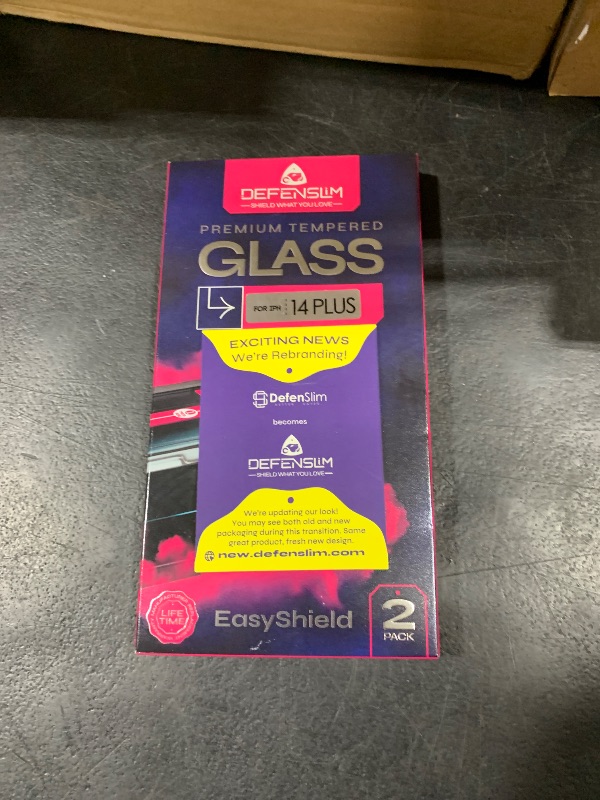 DEFENSLIM
SHIELD WHAT YOU LOVE
PREMIUM TEMPERED
GLASS
FOR IPH 14 PLUS
EXCITING NEWS
We're Rebranding!
DefenSlim
becomes
DEFENSLIM
SHIELD WHAT YOU LOVE
We're updating our look!
You may see both old and new
packaging during this transition. Same
great product, fresh new design.
new.defenslim.com
LIFE
TIME
EasyShield
2
PACK